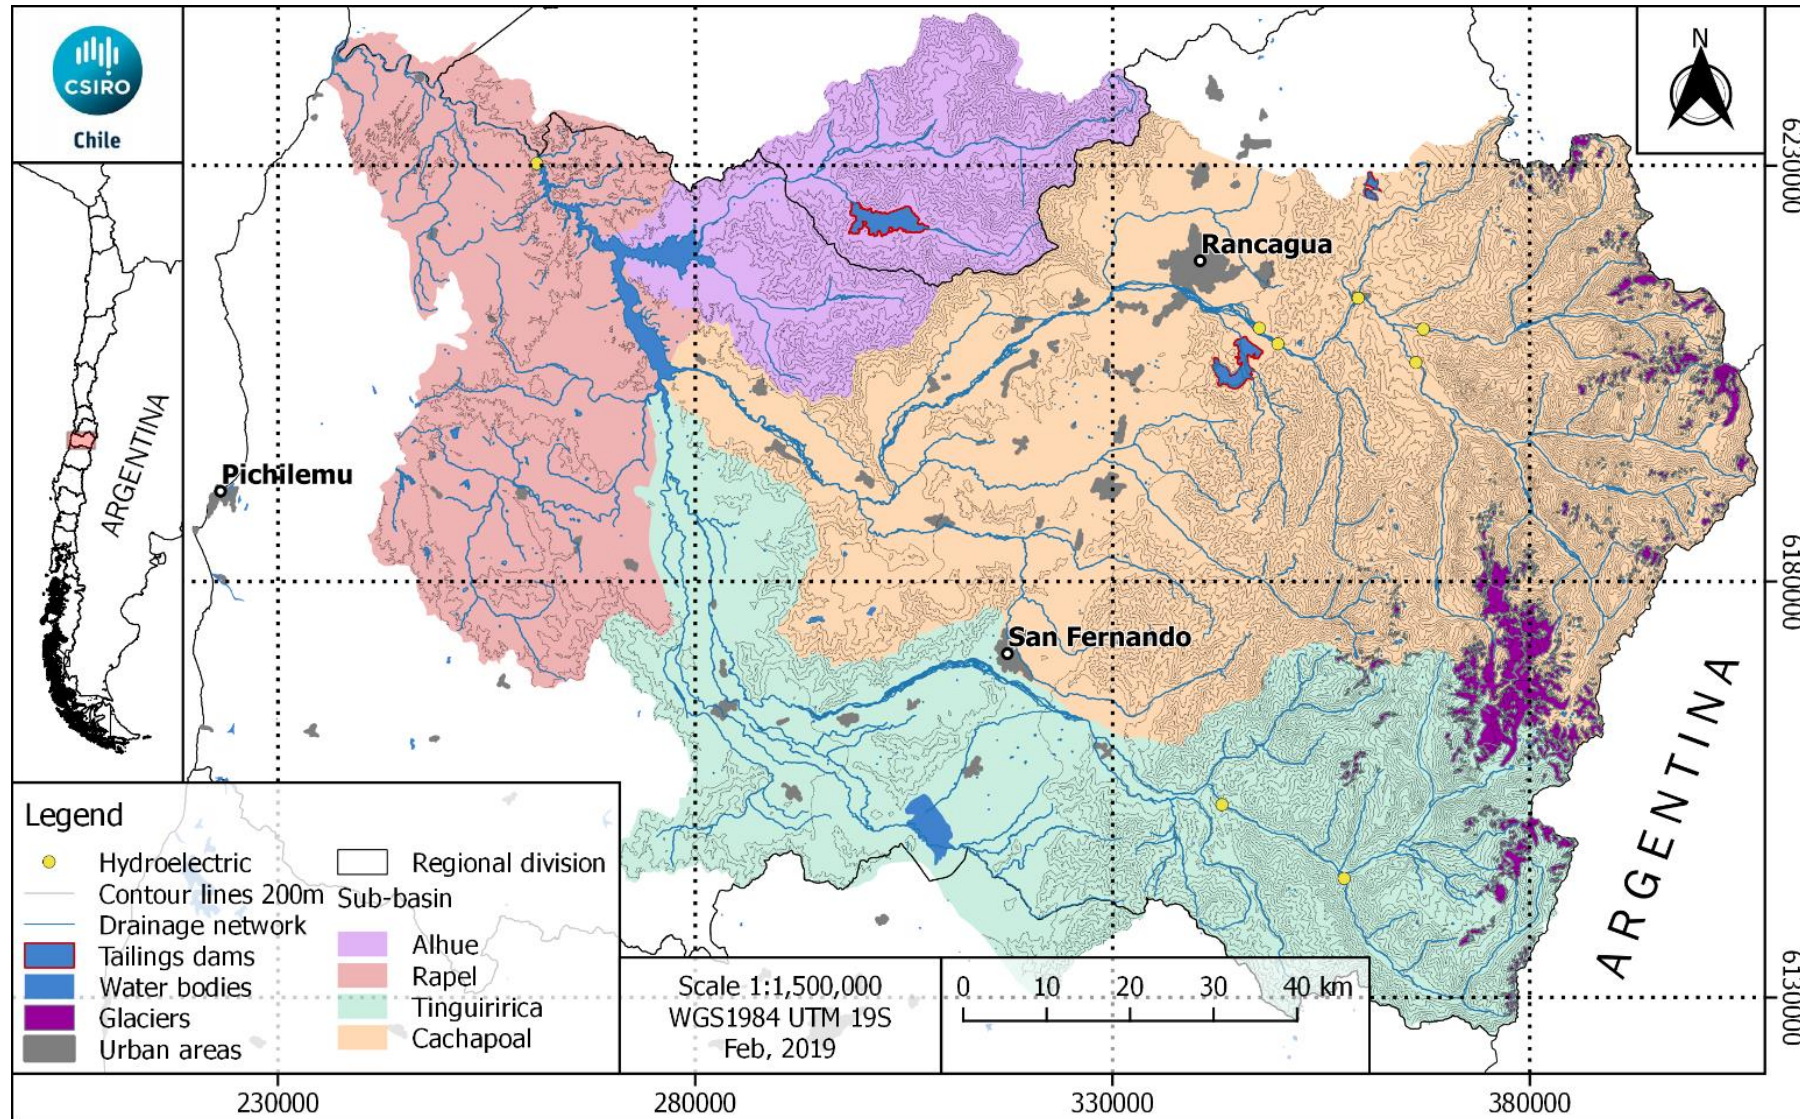 CSIRO
Chile
N
ARGENTINA
Rancagua
Pichilemu
San Fernando
ARGENTINA
6230000
6180000
6130000
Legend
Hydroelectric
Contour lines 200m
Drainage network
Tailings dams
Water bodies
Glaciers
Urban areas
Regional division
Sub-basin
Alhue
Rapel
Tinguiririca
Cachapoal
Scale 1:1,500,000
WGS1984 UTM 19S
Feb, 2019
0 10 20 30 40 km
230000 280000 330000 380000